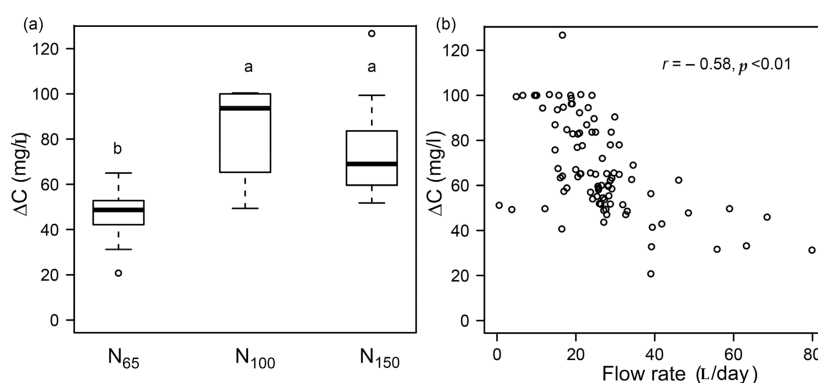 (a)
ΔC (mg/L)
120
100
80
60
40
20
0
b
a
a
N₆₅
N₁₀₀
N₁₅₀
(b)
ΔC (mg/l)
120
100
80
60
40
20
0
r = − 0.58, p <0.01
0 20 40 60 80
Flow rate (L/day)